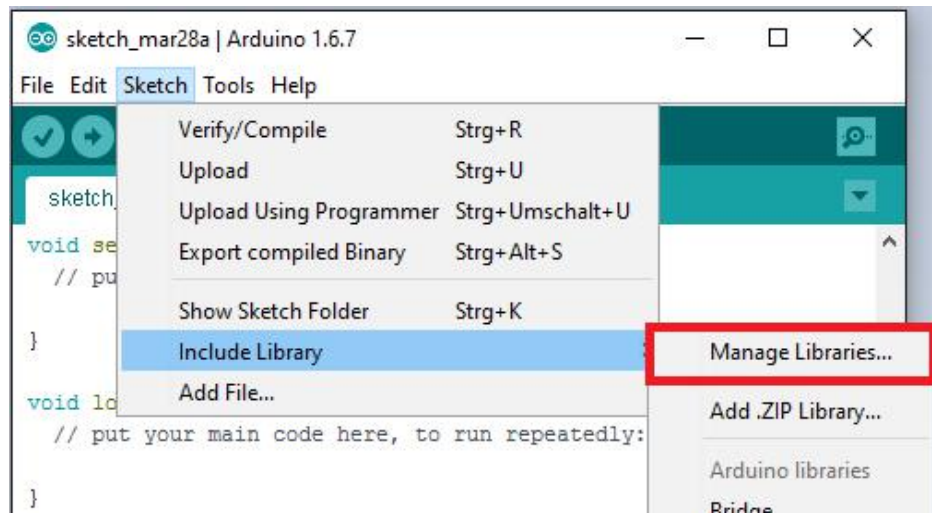 sketch_mar28a | Arduino 1.6.7
File Edit Sketch Tools Help
Verify/Compile Strg+R
Upload Strg+U
sketch_
Upload Using Programmer Strg+Umschalt+U
void se
Export compiled Binary Strg+Alt+S
// pu
Show Sketch Folder Strg+K
}
Include Library
Manage Libraries...
Add File...
void lo
Add .ZIP Library...
// put your main code here, to run repeatedly:
Arduino libraries
}
Bridge